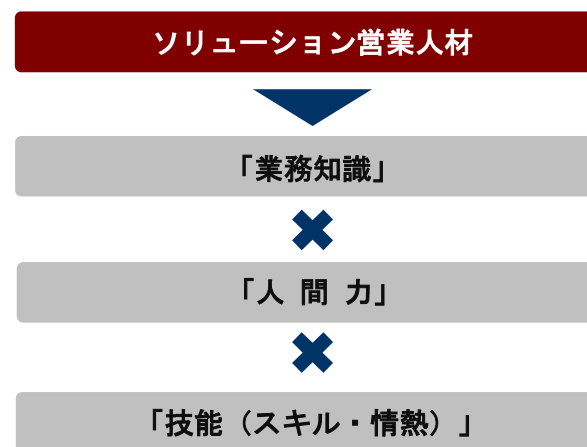 ソリューション営業人材
「業務知識」
「人 間 力」
「技能（スキル・情熱）」